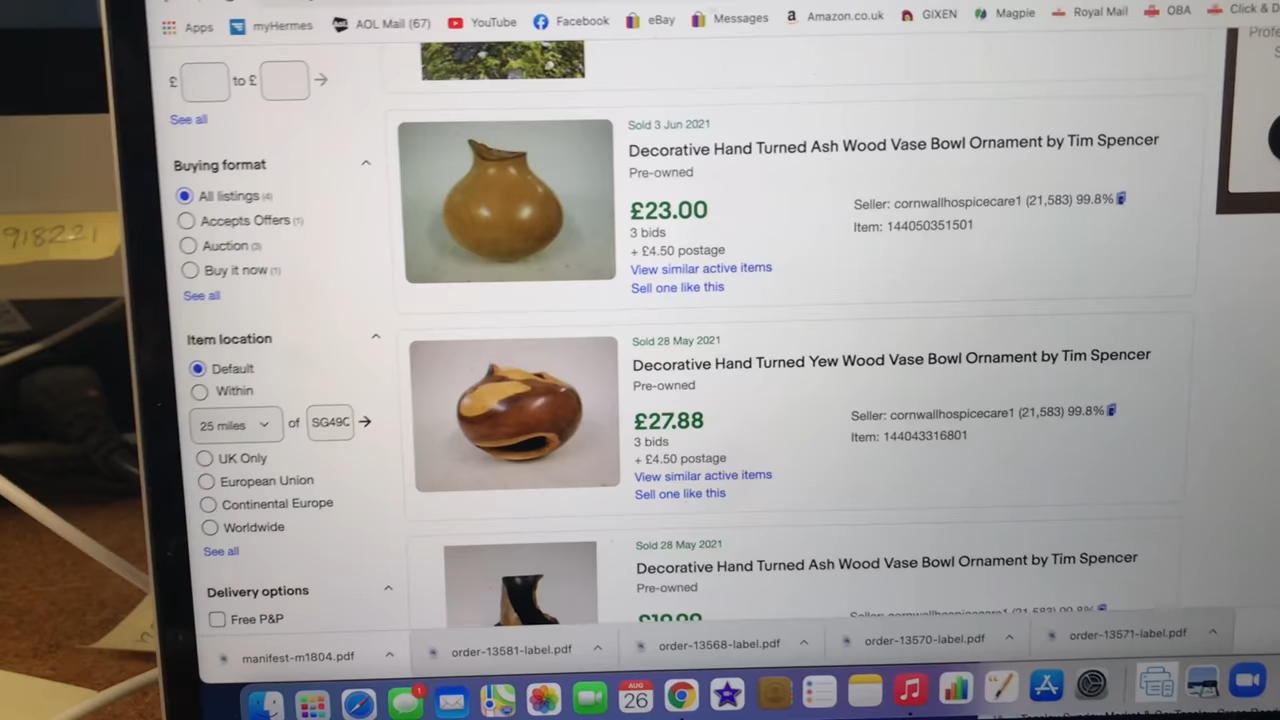 Apps
myHermes
AOL Mail (67)
YouTube
Facebook
eBay
Messages
Amazon.co.uk
GIXEN
Magpie
Royal Mail
OBA
Click & D
£ to £
See all
Buying format
All listings (4)
Accepts Offers (1)
Auction (3)
Buy it now (1)
See all
Item location
Default
Within
25 miles of SG49C
UK Only
European Union
Continental Europe
Worldwide
See all
Delivery options
Free P&P
918221
Sold 3 Jun 2021
Decorative Hand Turned Ash Wood Vase Bowl Ornament by Tim Spencer
Pre-owned
£23.00
3 bids
+ £4.50 postage
View similar active items
Sell one like this
Seller: cornwallhospicecare1 (21,583) 99.8%
Item: 144050351501
Sold 28 May 2021
Decorative Hand Turned Yew Wood Vase Bowl Ornament by Tim Spencer
Pre-owned
£27.88
3 bids
+ £4.50 postage
View similar active items
Sell one like this
Seller: cornwallhospicecare1 (21,583) 99.8%
Item: 144043316801
Sold 28 May 2021
Decorative Hand Turned Ash Wood Vase Bowl Ornament by Tim Spencer
Pre-owned
manifest-m1804.pdf
order-13581-label.pdf
order-13568-label.pdf
order-13570-label.pdf
order-13571-label.pdf
1
AUG
26